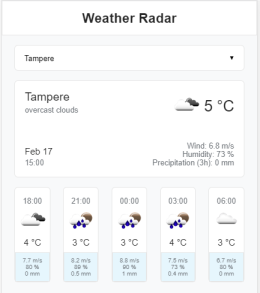 Weather Radar
Tampere
Tampere
overcast clouds
5 °C
Feb 17
15:00
Wind: 6.8 m/s
Humidity: 73 %
Precipitation (3h): 0 mm
18:00
4 °C
7.7 m/s
80 %
0 mm
21:00
3 °C
8.2 m/s
89 %
0.5 mm
00:00
3 °C
8.8 m/s
90 %
1 mm
03:00
4 °C
7.5 m/s
73 %
0.4 mm
06:00
3 °C
6.7 m/s
80 %
0 mm